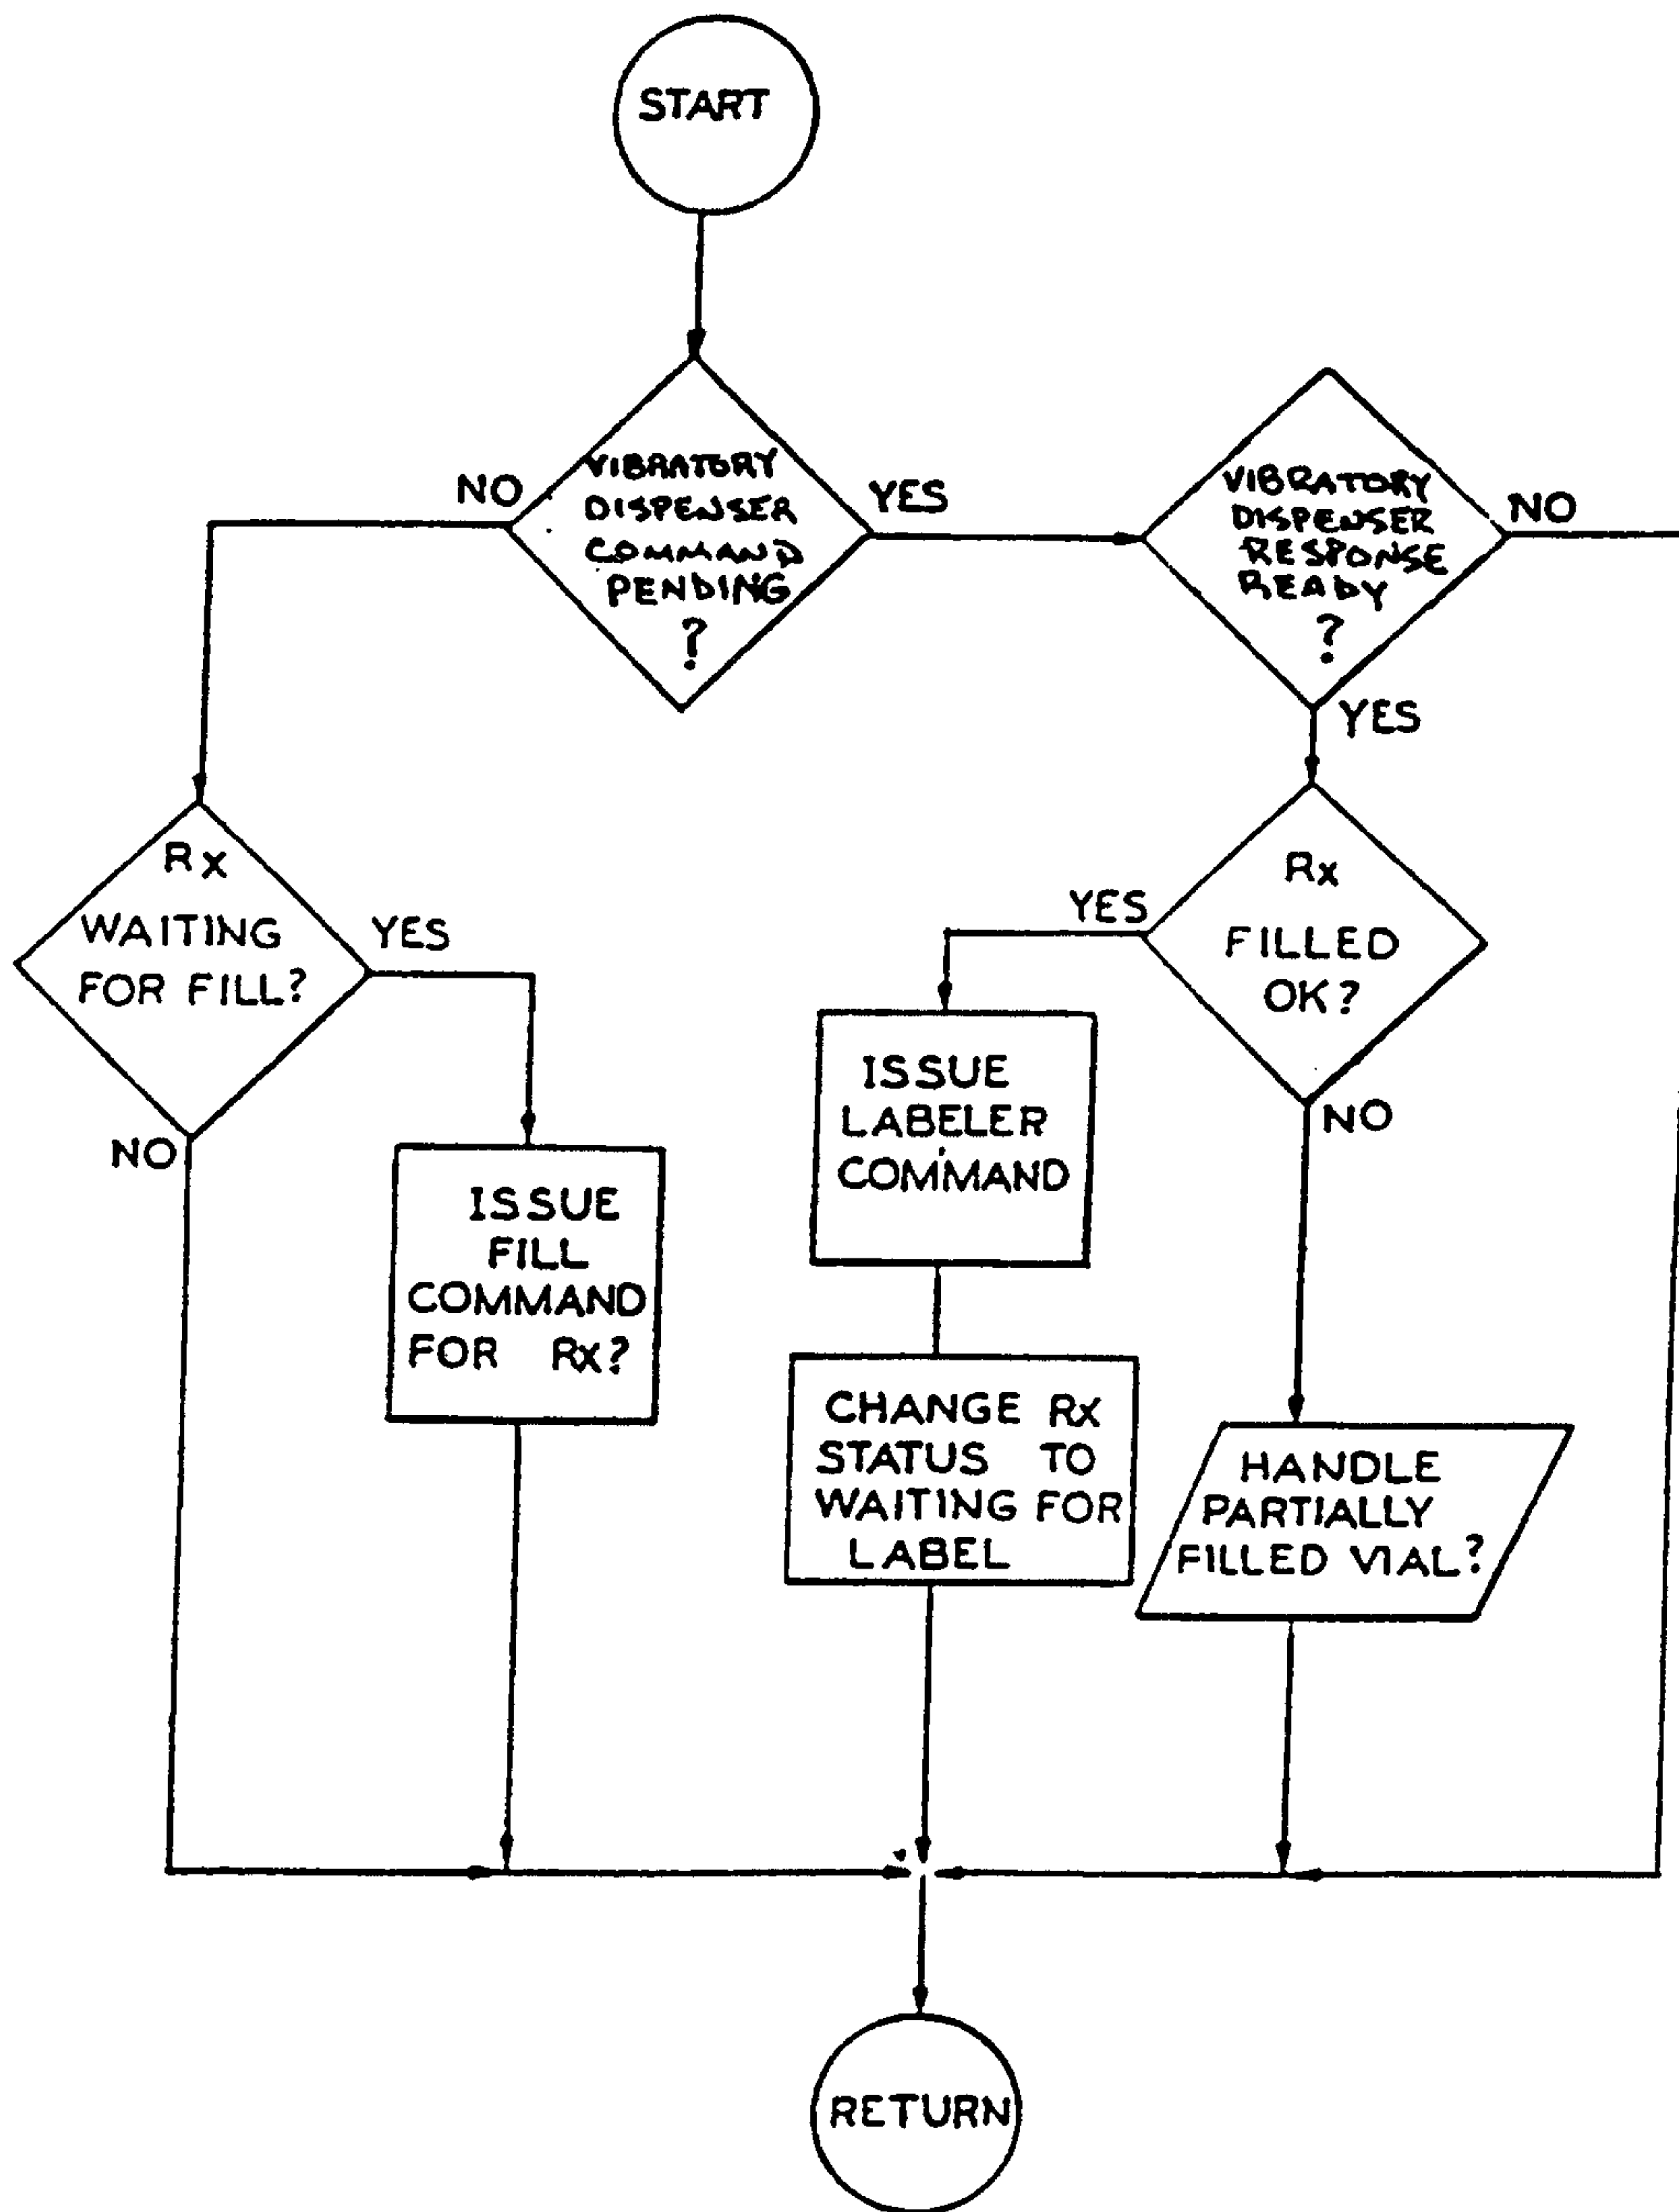 START
NO
VIBRATORY
DISPENSER
COMMAND
PENDING
?
YES
VIBRATORY
DISPENSER
RESPONSE
READY
?
NO
YES
Rx
WAITING
FOR FILL?
YES
NO
Rx
FILLED
OK?
YES
NO
ISSUE
FILL
COMMAND
FOR Rx?
ISSUE
LABELER
COMMAND
CHANGE Rx
STATUS TO
WAITING FOR
LABEL
HANDLE
PARTIALLY
FILLED VIAL?
RETURN